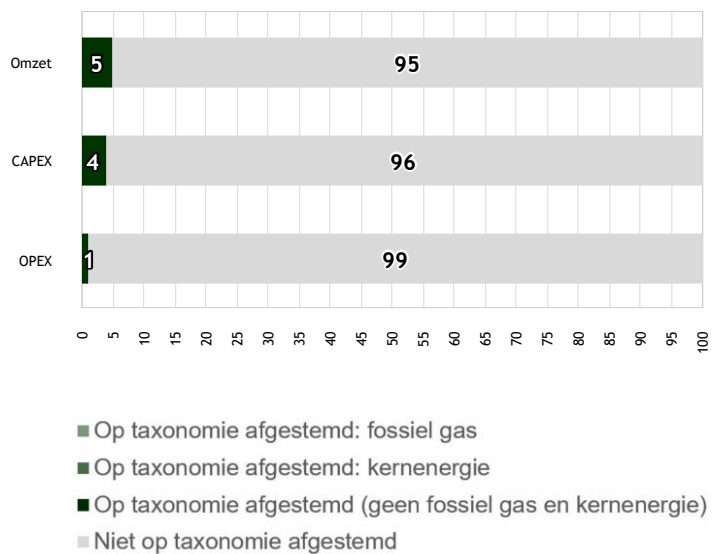 Omzet 5 95
CAPEX 4 96
OPEX 1 99
0 5 10 15 20 25 30 35 40 45 50 55 60 65 70 75 80 85 90 95 100
Op taxonomie afgestemd: fossiel gas
Op taxonomie afgestemd: kernenergie
Op taxonomie afgestemd (geen fossiel gas en kernenergie)
Niet op taxonomie afgestemd